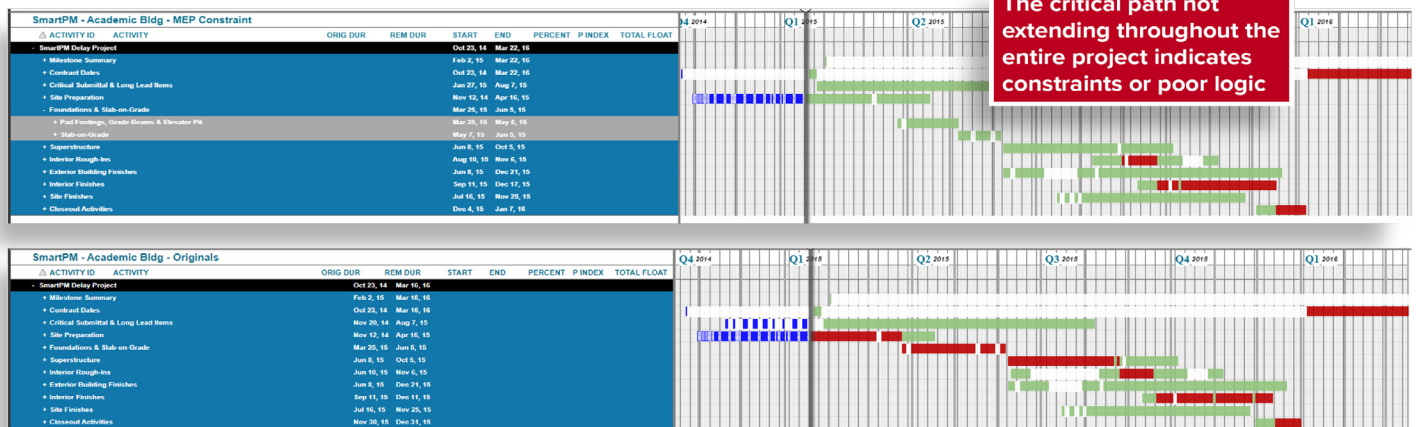 The critical path not
extending throughout the
entire project indicates
constraints or poor logic
SmartPM - Academic Bldg - MEP Constraint
Q4 2014 Q1 2015 Q2 2015 Q1 2016
ACTIVITY ID ACTIVITY ORIG DUR REM DUR START END PERCENT P INDEX TOTAL FLOAT
- SmartPM Delay Project Oct 23, 14 Mar 22, 16
+ Milestone Summary Feb 2, 15 Mar 22, 16
+ Contract Dates Oct 23, 14 Mar 22, 16
+ Critical Submittal & Long Lead Items Jan 27, 15 Aug 7, 15
+ Site Preparation Nov 12, 14 Apr 16, 15
- Foundations & Slab-on-Grade Mar 25, 15 Jun 5, 15
+ Pad Footings, Grade Beams & Elevator Pit Mar 25, 15 May 6, 15
+ Slab-on-Grade May 7, 15 Jun 5, 15
+ Superstructure Jun 8, 15 Oct 5, 15
+ Interior Rough-Ins Aug 10, 15 Nov 6, 15
+ Exterior Building Finishes Jun 8, 15 Dec 21, 15
+ Interior Finishes Sep 11, 15 Dec 17, 15
+ Site Finishes Jul 16, 15 Nov 25, 15
+ Closeout Activities Dec 4, 15 Jan 7, 16
SmartPM - Academic Bldg - Originals
Q4 2014 Q1 2015 Q2 2015 Q3 2015 Q4 2015 Q1 2016
ACTIVITY ID ACTIVITY ORIG DUR REM DUR START END PERCENT P INDEX TOTAL FLOAT
- SmartPM Delay Project Oct 23, 14 Mar 16, 16
+ Milestone Summary Feb 2, 15 Mar 16, 16
+ Contract Dates Oct 23, 14 Mar 16, 16
+ Critical Submittal & Long Lead Items Nov 20, 14 Aug 7, 15
+ Site Preparation Nov 12, 14 Apr 16, 15
+ Foundations & Slab-on-Grade Mar 25, 15 Jun 5, 15
+ Superstructure Jun 8, 15 Oct 5, 15
+ Interior Rough-Ins Jun 10, 15 Nov 6, 15
+ Exterior Building Finishes Jun 8, 15 Dec 21, 15
+ Interior Finishes Sep 11, 15 Dec 11, 15
+ Site Finishes Jul 16, 15 Nov 25, 15
+ Closeout Activities Nov 30, 15 Dec 31, 15